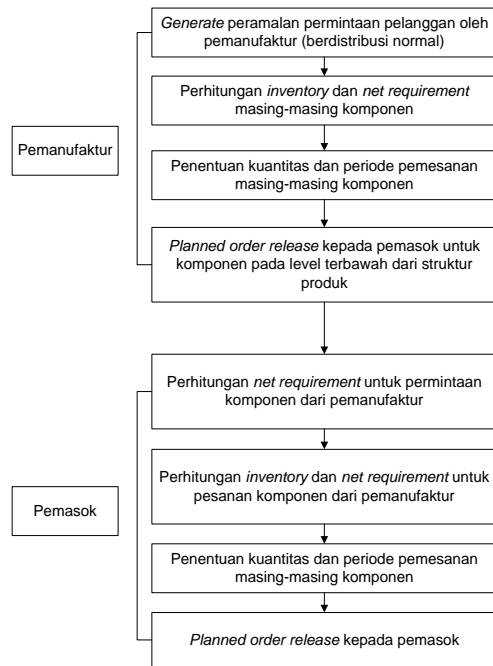 Generate peramalan permintaan pelanggan oleh
pemanufaktur (berdistribusi normal)
Perhitungan inventory dan net requirement
masing-masing komponen
Pemanufaktur
Penentuan kuantitas dan periode pemesanan
masing-masing komponen
Planned order release kepada pemasok untuk
komponen pada level terbawah dari struktur
produk
Perhitungan net requirement untuk permintaan
komponen dari pemanufaktur
Perhitungan inventory dan net requirement untuk
pesanan komponen dari pemanufaktur
Pemasok
Penentuan kuantitas dan periode pemesanan
masing-masing komponen
Planned order release kepada pemasok